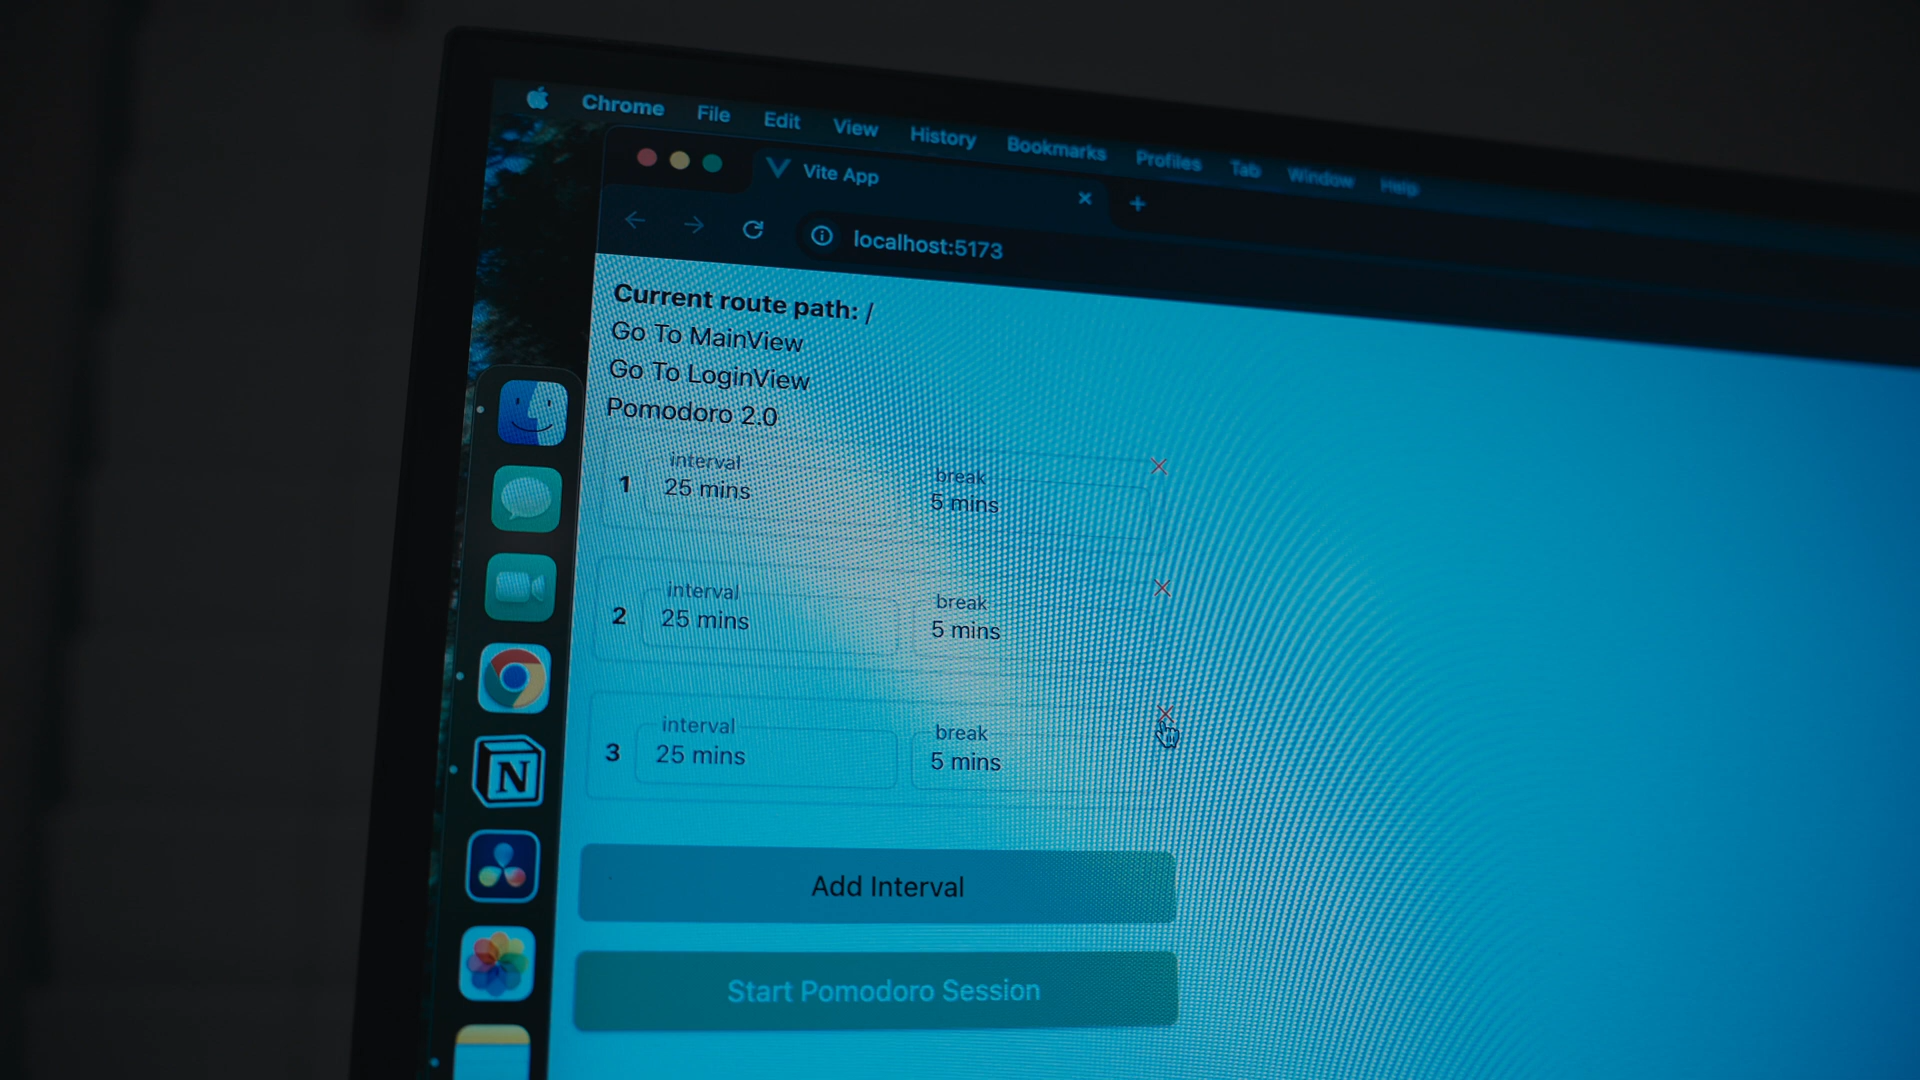 Chrome File Edit View History Bookmarks Profiles Tab Window Help
Vite App
localhost:5173
Current route path: /
Go To MainView
Go To LoginView
Pomodoro 2.0
interval break
1 25 mins 5 mins
interval break
2 25 mins 5 mins
interval break
3 25 mins 5 mins
N
Add Interval
Start Pomodoro Session